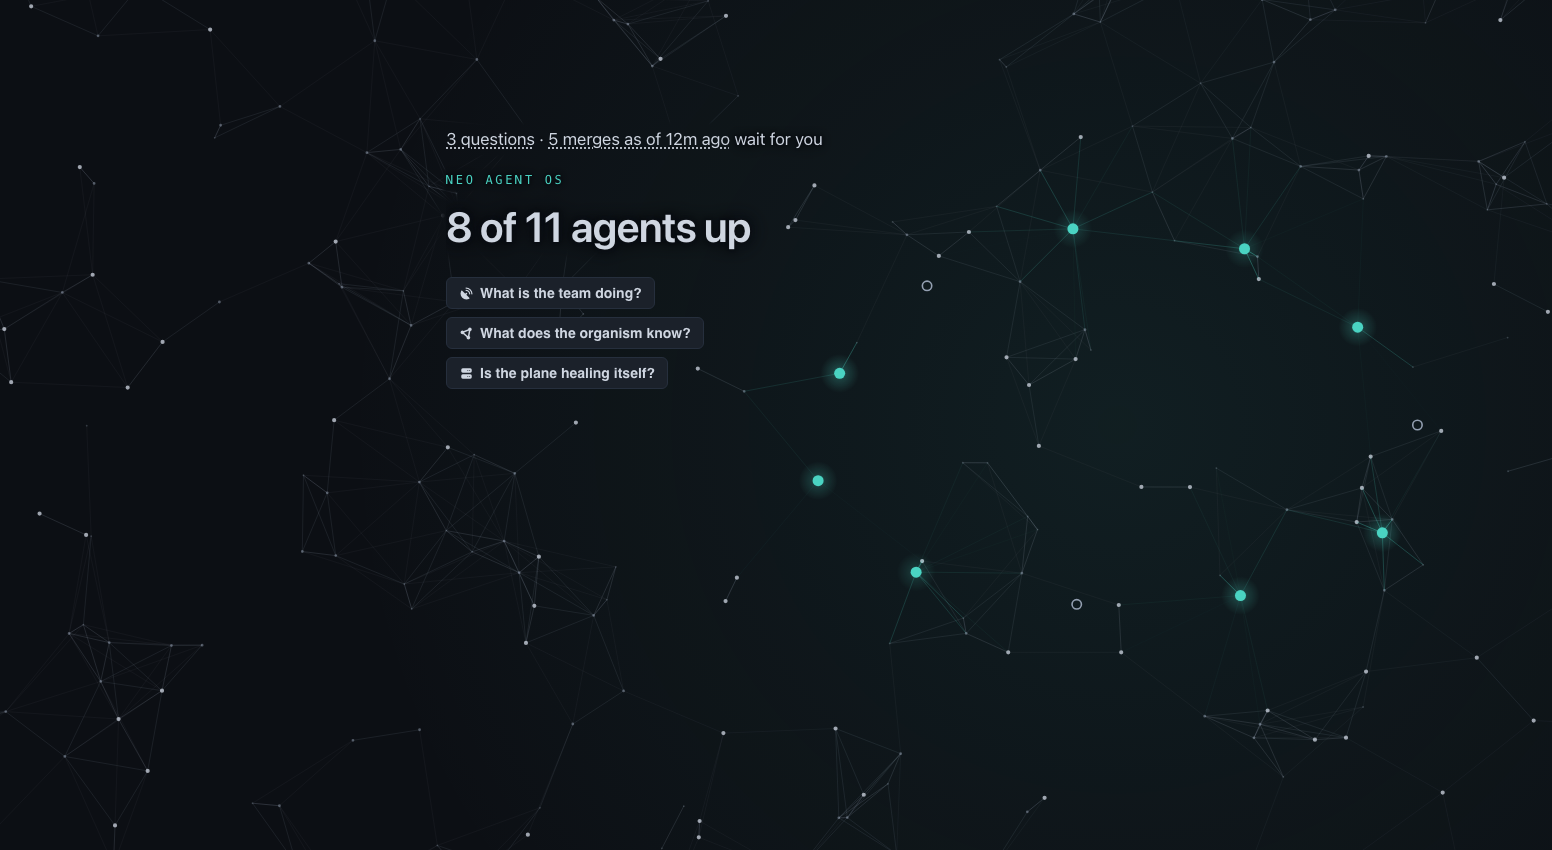 3 questions · 5 merges as of 12m ago wait for you
NEO AGENT OS
8 of 11 agents up
What is the team doing?
What does the organism know?
Is the plane healing itself?